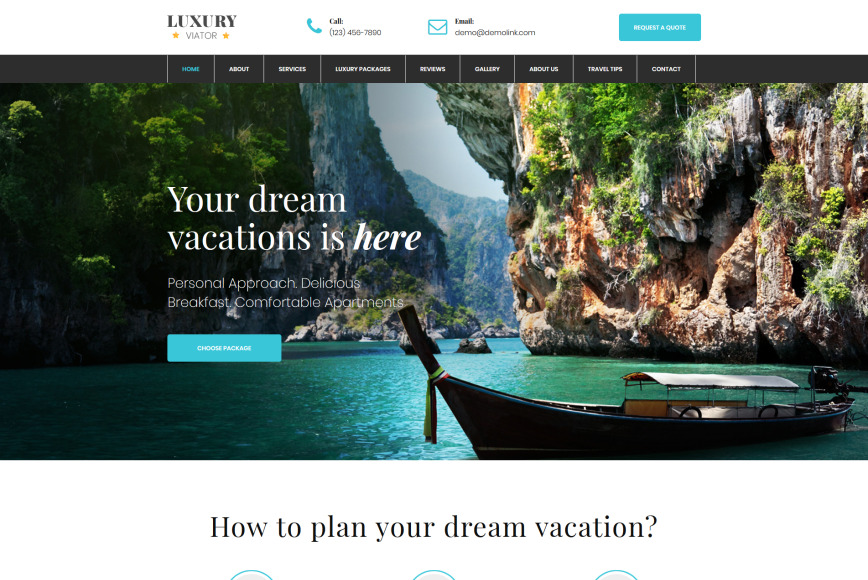 LUXURY
VIATOR
Call:
(123) 456-7890
Email:
demo@demolink.com
REQUEST A QUOTE
HOME
ABOUT
SERVICES
LUXURY PACKAGES
REVIEWS
GALLERY
ABOUT US
TRAVEL TIPS
CONTACT
Your dream
vacations is here
Personal Approach. Delicious
Breakfast. Comfortable Apartments
CHOOSE PACKAGE
How to plan your dream vacation?